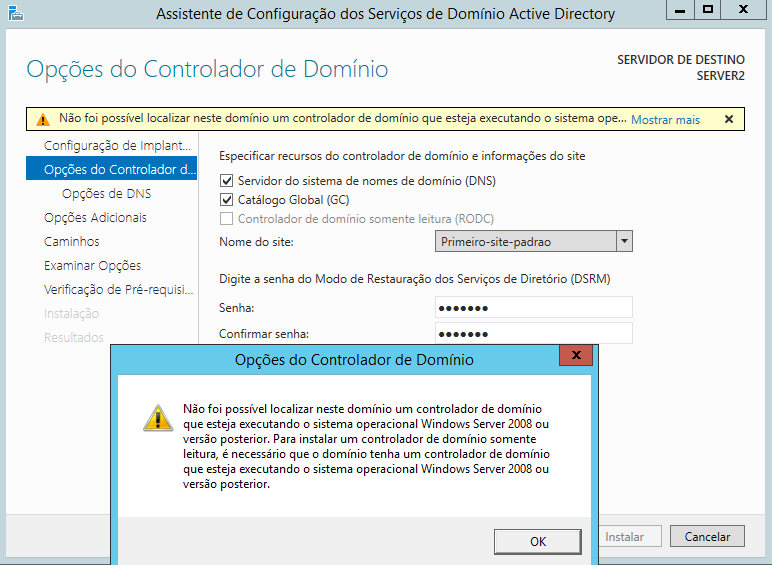 Assistente de Configuração dos Serviços de Domínio Active Directory
Opções do Controlador de Domínio
SERVIDOR DE DESTINO
SERVER2
Não foi possível localizar neste domínio um controlador de domínio que esteja executando o sistema ope... Mostrar mais
Configuração de Implant...
Opções do Controlador d...
Opções de DNS
Opções Adicionais
Caminhos
Examinar Opções
Verificação de Pré-requisi...
Instalação
Resultados
Especificar recursos do controlador de domínio e informações do site
Servidor do sistema de nomes de domínio (DNS)
Catálogo Global (GC)
Controlador de domínio somente leitura (RODC)
Nome do site: Primeiro-site-padrao
Digite a senha do Modo de Restauração dos Serviços de Diretório (DSRM)
Senha: ●●●●●●●
Confirmar senha: ●●●●●●●
Opções do Controlador de Domínio
Não foi possível localizar neste domínio um controlador de domínio
que esteja executando o sistema operacional Windows Server 2008 ou
versão posterior. Para instalar um controlador de domínio somente
leitura, é necessário que o domínio tenha um controlador de domínio
que esteja executando o sistema operacional Windows Server 2008 ou
versão posterior.
OK
Instalar
Cancelar